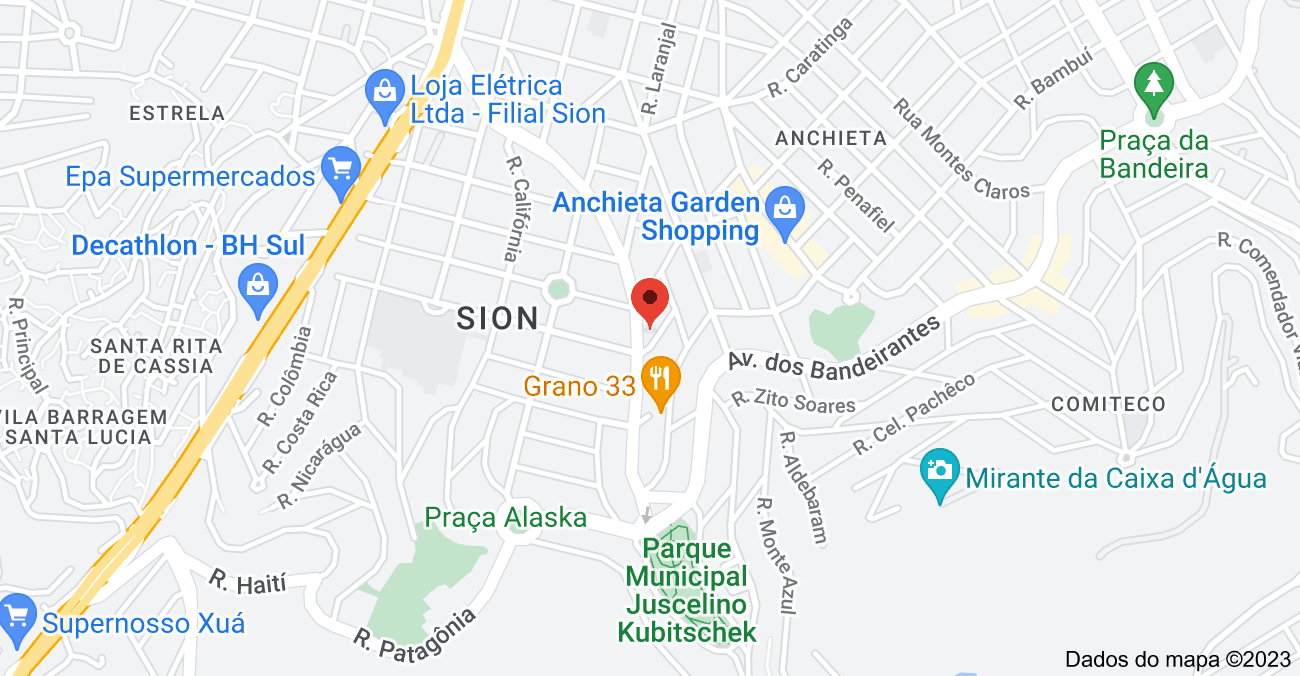 R. Laranjal
R. Caratinga
R. Bambuí
Loja Elétrica
Ltda - Filial Sion
ESTRELA
Rua Montes Claros
ANCHIETA
Praça da
Bandeira
Epa Supermercados
R. Califórnia
R. Penafiel
Anchieta Garden
Shopping
Decathlon - BH Sul
R. Comendador Via
R. Principal
SION
SANTA RITA
DE CASSIA
R. Colômbia
Av. dos Bandeirantes
Grano 33
R. Costa Rica
R. Zito Soares
R. Cel. Pachêco
COMITECO
VILA BARRAGEM
SANTA LUCIA
R. Nicarágua
R. Aldebaram
Mirante da Caixa d'Água
Praça Alaska
R. Monte Azul
Parque
Municipal
Juscelino
Kubitschek
R. Haití
R. Patagônia
Supernosso Xuá
Dados do mapa ©2023